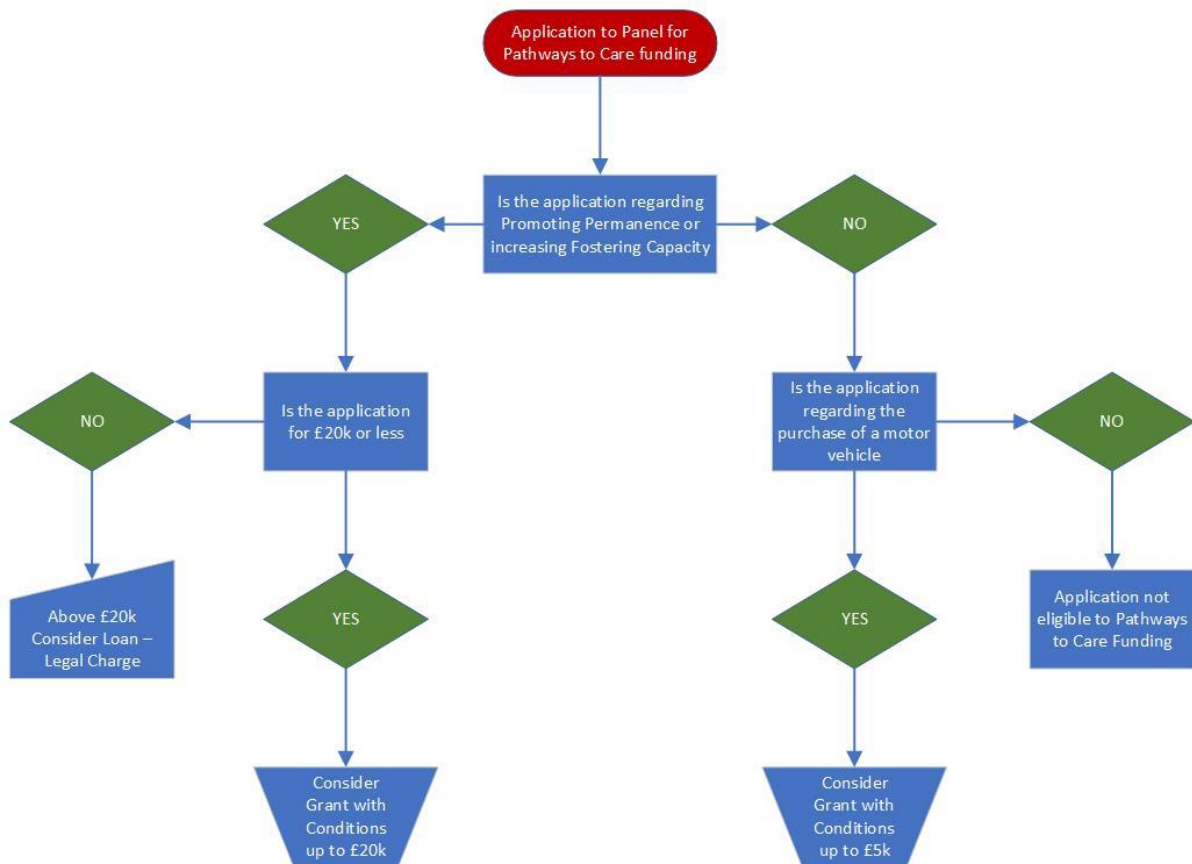 Application to Panel for
Pathways to Care funding
YES
Is the application regarding
Promoting Permanence or
increasing Fostering Capacity
NO
NO
Is the application
for £20k or less
Is the application
regarding the
purchase of a motor
vehicle
NO
Above £20k
Consider Loan –
Legal Charge
YES
YES
Application not
eligible to Pathways
to Care Funding
Consider
Grant with
Conditions
up to £20k
Consider
Grant with
Conditions
up to £5k